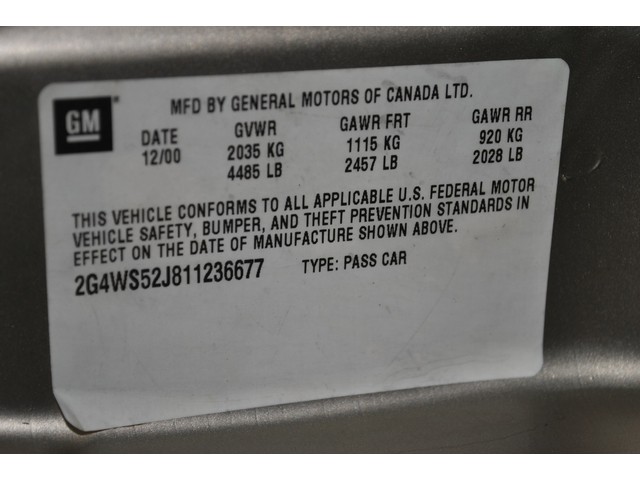 GM
MFD BY GENERAL MOTORS OF CANADA LTD.
DATE GVWR GAWR FRT GAWR RR
12/00 2035 KG 1115 KG 920 KG
4485 LB 2457 LB 2028 LB
THIS VEHICLE CONFORMS TO ALL APPLICABLE U.S. FEDERAL MOTOR
VEHICLE SAFETY, BUMPER, AND THEFT PREVENTION STANDARDS IN
EFFECT ON THE DATE OF MANUFACTURE SHOWN ABOVE.
2G4WS52J811236677 TYPE: PASS CAR